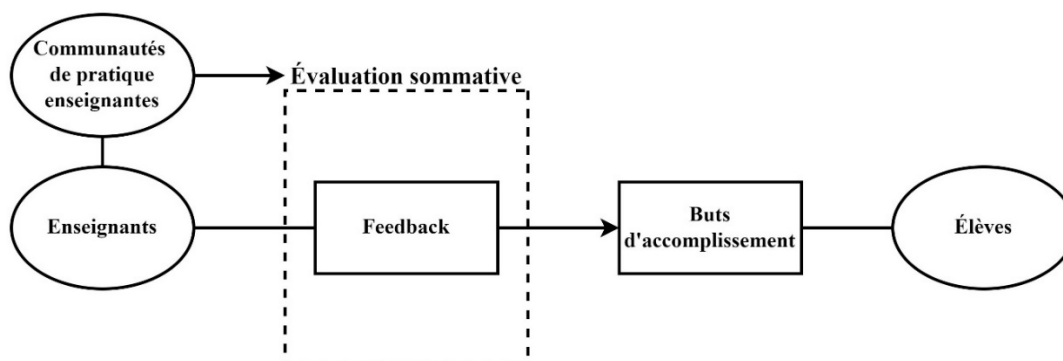 Communautés
de pratique
enseignantes
Évaluation sommative
Enseignants
Feedback
Buts
d'accomplissement
Élèves